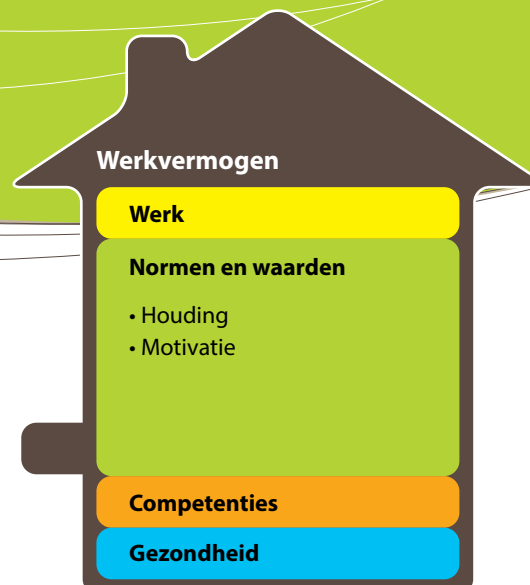 Werkvermogen
Werk
Normen en waarden
• Houding
• Motivatie
Competenties
Gezondheid